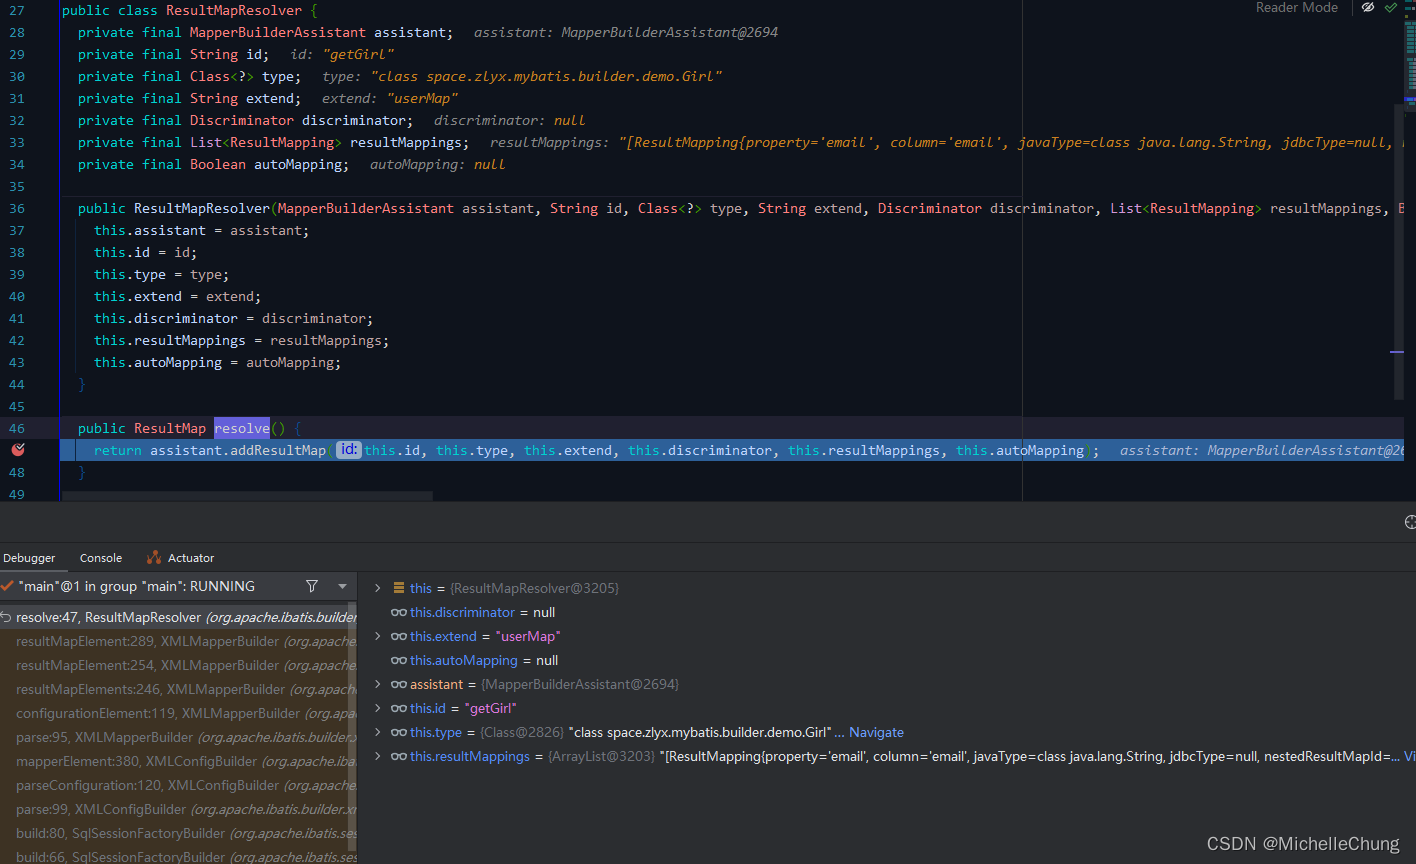 Reader Mode
27 public class ResultMapResolver {
28 private final MapperBuilderAssistant assistant; assistant: MapperBuilderAssistant@2694
29 private final String id; id: "getGirl"
30 private final Class<?> type; type: "class space.zlyx.mybatis.builder.demo.Girl"
31 private final String extend; extend: "userMap"
32 private final Discriminator discriminator; discriminator: null
33 private final List<ResultMapping> resultMappings; resultMappings: "[ResultMapping{property='email', column='email', javaType=class java.lang.String, jdbcType=null,
34 private final Boolean autoMapping; autoMapping: null
35
36 public ResultMapResolver(MapperBuilderAssistant assistant, String id, Class<?> type, String extend, Discriminator discriminator, List<ResultMapping> resultMappings, B
37 this.assistant = assistant;
38 this.id = id;
39 this.type = type;
40 this.extend = extend;
41 this.discriminator = discriminator;
42 this.resultMappings = resultMappings;
43 this.autoMapping = autoMapping;
44 }
45
46 public ResultMap resolve() {
return assistant.addResultMap( id: this.id, this.type, this.extend, this.discriminator, this.resultMappings, this.autoMapping); assistant: MapperBuilderAssistant@26
48 }
49
Debugger Console Actuator
"main"@1 in group "main": RUNNING
resolve:47, ResultMapResolver (org.apache.ibatis.builder
resultMapElement:289, XMLMapperBuilder (org.apache
resultMapElement:254, XMLMapperBuilder (org.apache
resultMapElements:246, XMLMapperBuilder (org.apach
configurationElement:119, XMLMapperBuilder (org.apa
parse:95, XMLMapperBuilder (org.apache.ibatis.builder.
mapperElement:380, XMLConfigBuilder (org.apache.ib
parseConfiguration:120, XMLConfigBuilder (org.apach
parse:99, XMLConfigBuilder (org.apache.ibatis.builder.xr
build:80, SqlSessionFactoryBuilder (org.apache.ibatis.se
build:66, SqlSessionFactoryBuilder (org.apache.ibatis.se
this = {ResultMapResolver@3205}
this.discriminator = null
this.extend = "userMap"
this.autoMapping = null
assistant = {MapperBuilderAssistant@2694}
this.id = "getGirl"
this.type = {Class@2826} "class space.zlyx.mybatis.builder.demo.Girl"... Navigate
this.resultMappings = {ArrayList@3203} "[ResultMapping{property='email', column='email', javaType=class java.lang.String, jdbcType=null, nestedResultMapId=... Vi
CSDN @MichelleChung